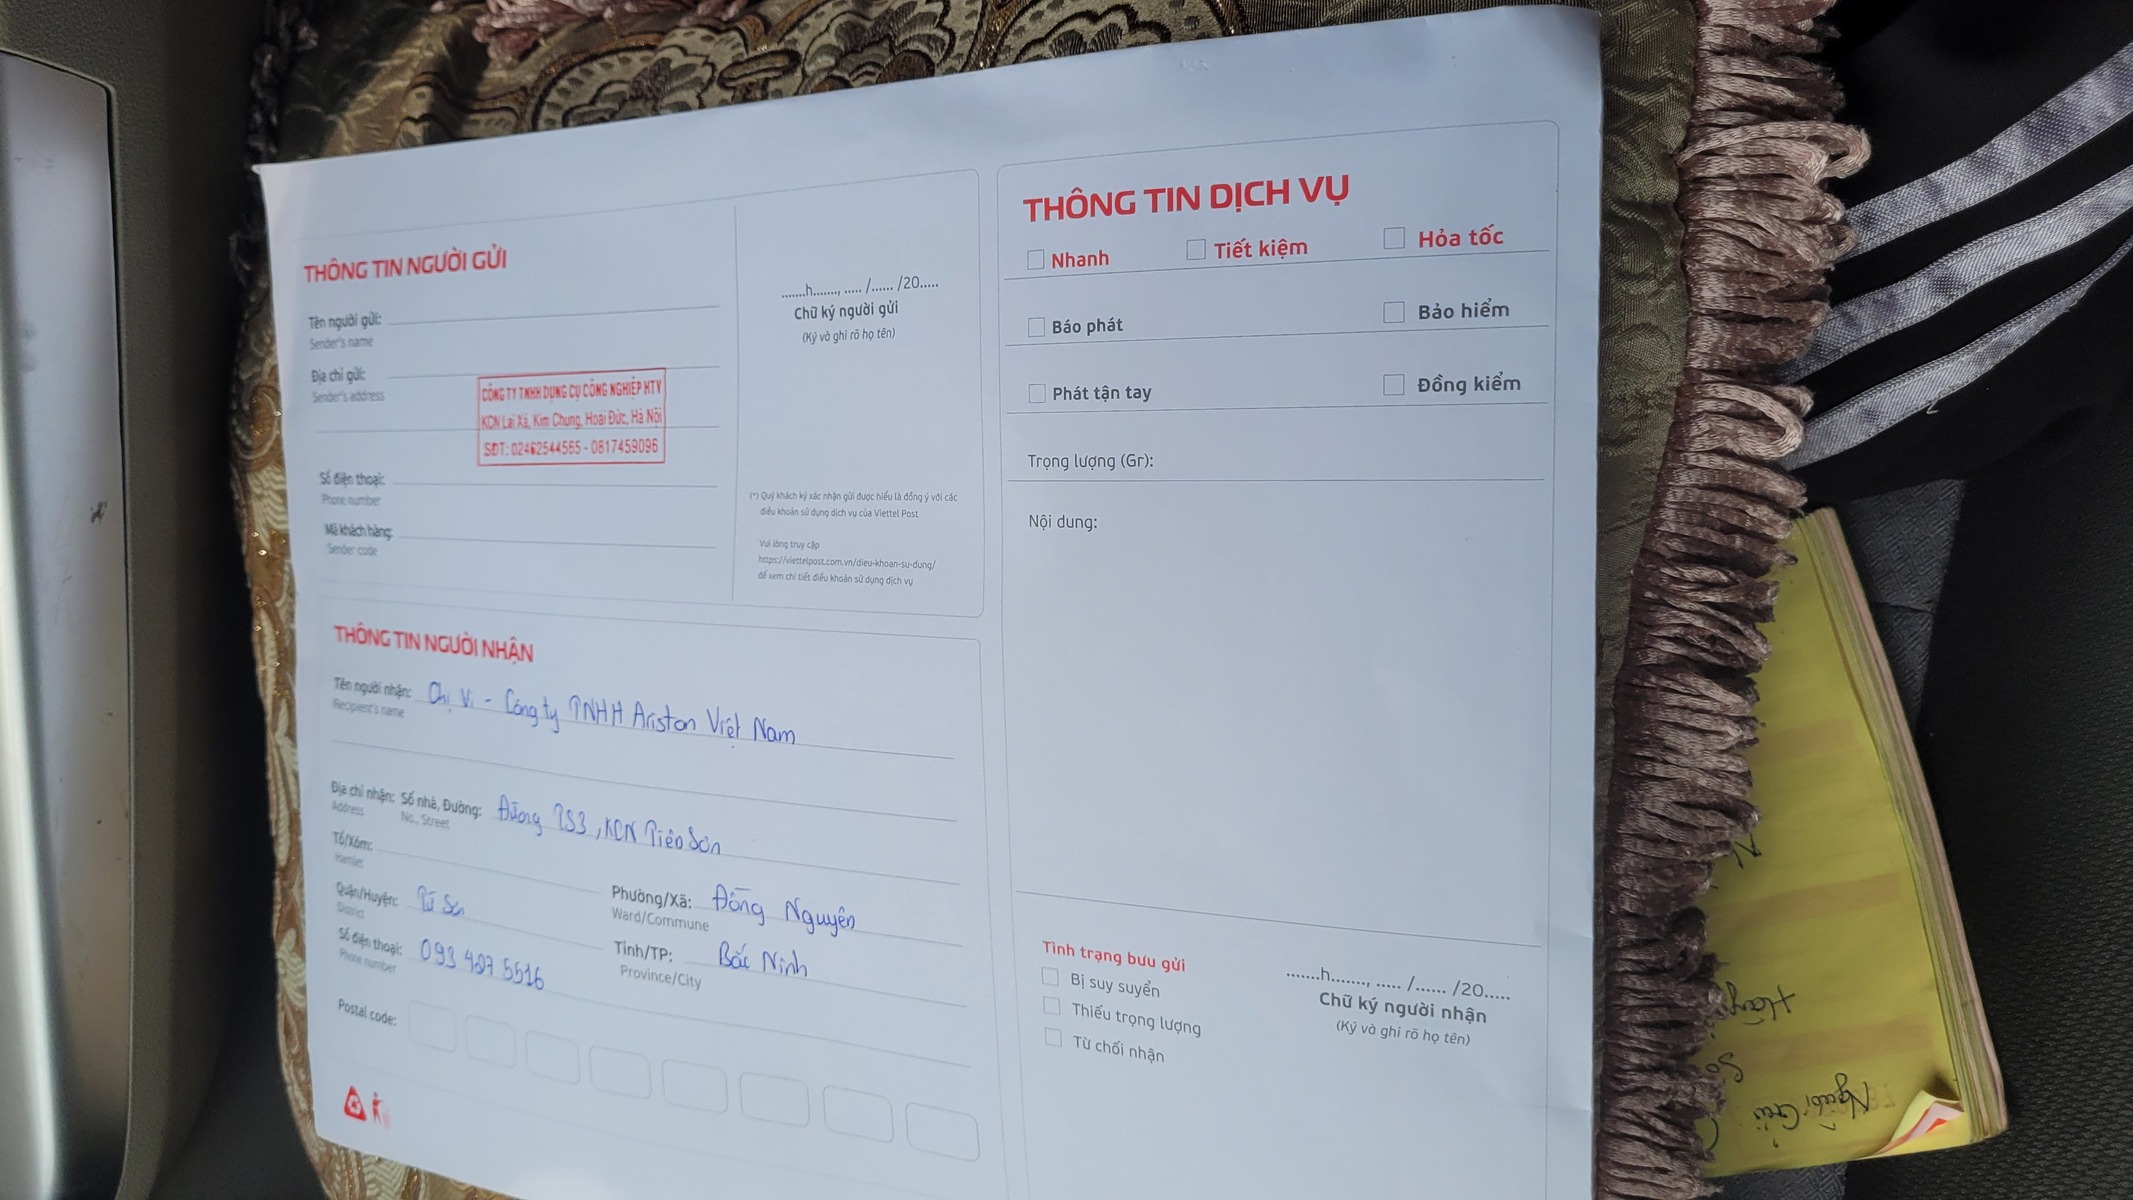 THÔNG TIN NGƯỜI GỬI
Tên người gửi:
Sender's name
Địa chỉ gửi:
Sender's address
CÔNG TY TNHH DỤNG CỤ CÔNG NGHIỆP HTV
KCN Lai Xá, Kim Chung, Hoài Đức, Hà Nội
SĐT: 02462544565 - 0817459096
Số điện thoại:
Phone number
Mã khách hàng:
Sender code
.......h......., ..... /...... /20.....
Chữ ký người gửi
(Ký và ghi rõ họ tên)
(*) Quý khách ký xác nhận gửi được hiểu là đồng ý với các
điều khoản sử dụng dịch vụ của Viettel Post
Vui lòng truy cập
https://viettelpost.com.vn/dieu-khoan-su-dung/
để xem chi tiết điều khoản sử dụng dịch vụ
THÔNG TIN NGƯỜI NHẬN
Tên người nhận: Chị Vi - Công ty TNHH Ariston Việt Nam
Recipient's name
Địa chỉ nhận: Số nhà, Đường: Đường TS3, KCN Tiên Sơn
Address No., Street
Tổ/Xóm:
Hamlet
Quận/Huyện: Từ Sơn Phường/Xã: Đồng Nguyên
District Ward/Commune
Số điện thoại: 093 427 5516 Tỉnh/TP: Bắc Ninh
Phone number Province/City
Postal code:
THÔNG TIN DỊCH VỤ
Nhanh Tiết kiệm Hỏa tốc
Báo phát Bảo hiểm
Phát tận tay Đồng kiểm
Trọng lượng (Gr):
Nội dung:
Tình trạng bưu gửi
Bị suy suyển
Thiếu trọng lượng
Từ chối nhận
.......h........, ..... /...... /20.....
Chữ ký người nhận
(Ký và ghi rõ họ tên)
Người Gửi